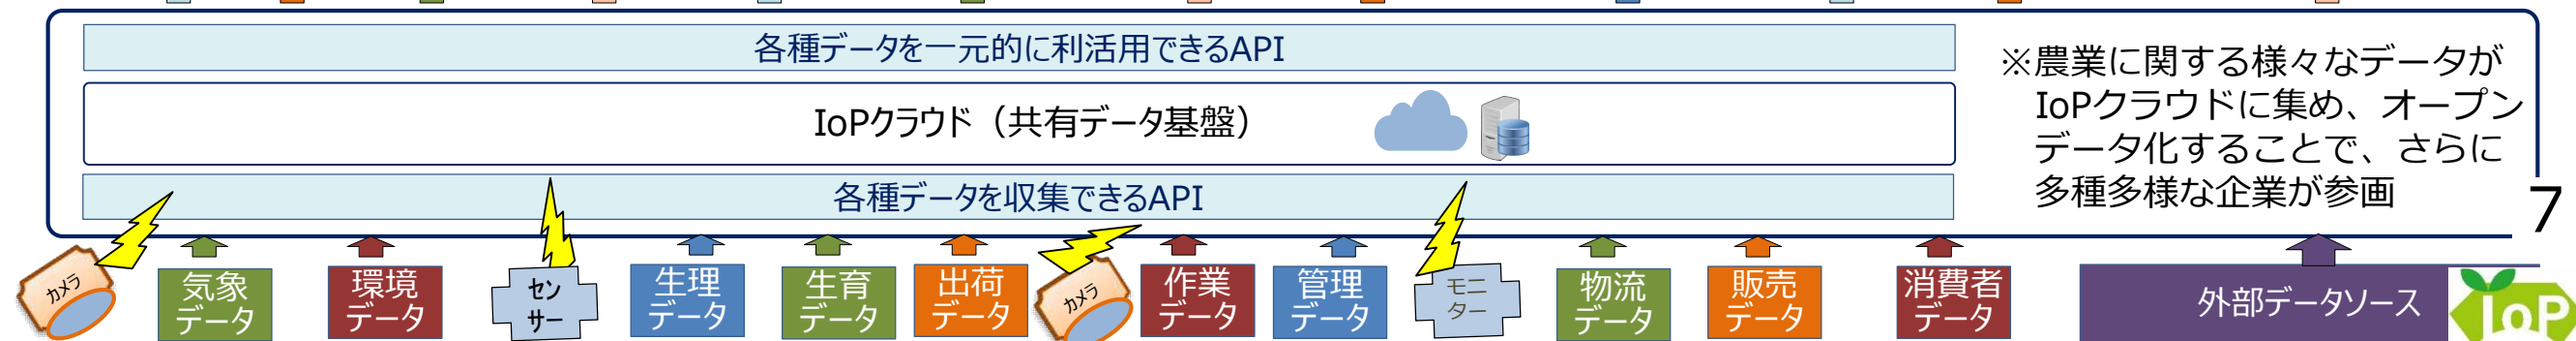 各種データを一元的に利活用できるAPI
IoPクラウド（共有データ基盤）
各種データを収集できるAPI
※農業に関する様々なデータが
IoPクラウドに集め、オープン
データ化することで、さらに
多種多様な企業が参画
7
カメラ
気象
データ
環境
データ
セン
サー
生理
データ
生育
データ
出荷
データ
カメラ
作業
データ
管理
データ
モニ
ター
物流
データ
販売
データ
消費者
データ
外部データソース
IoP